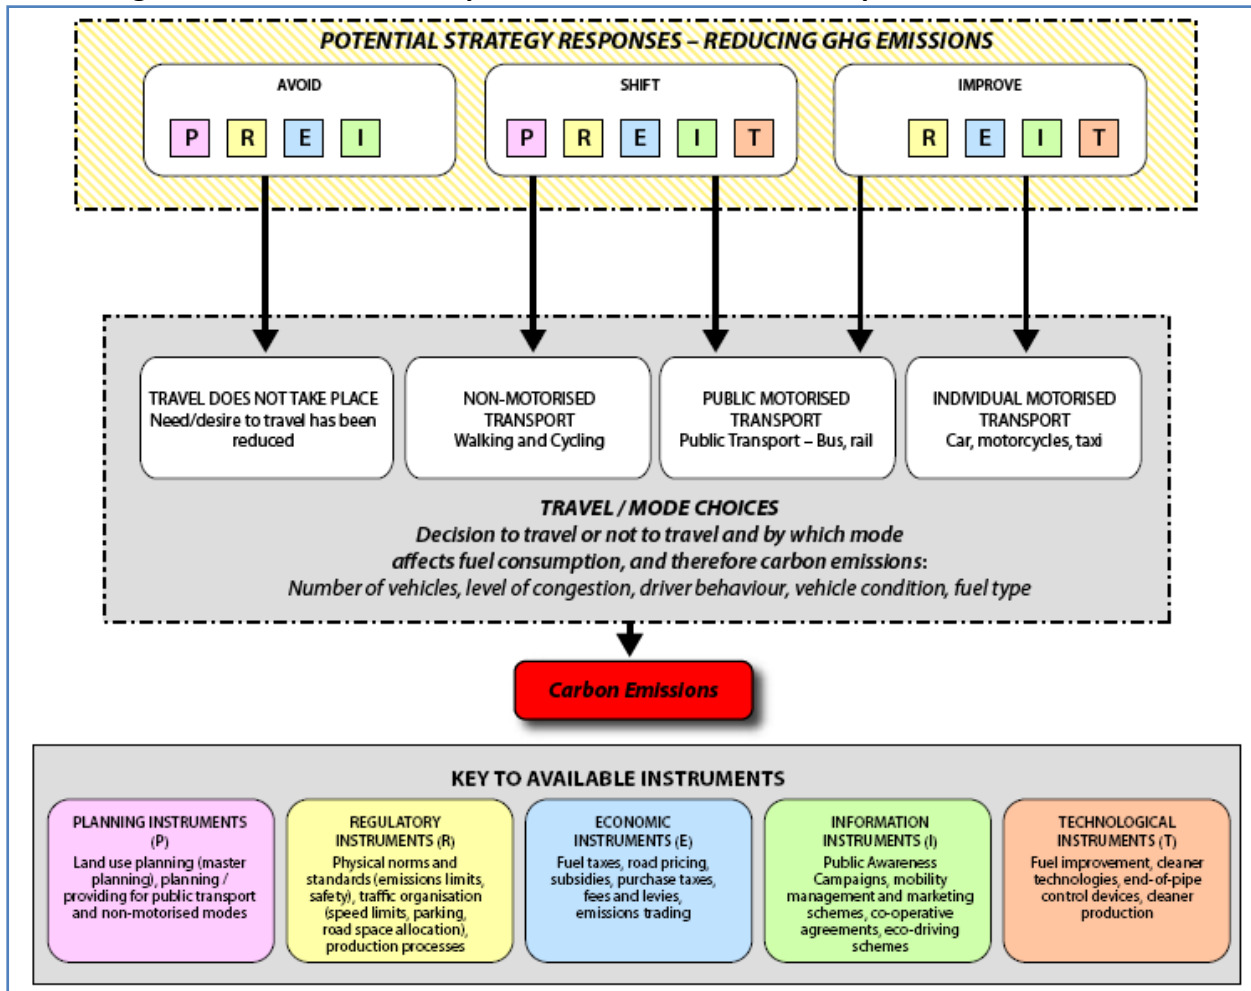 POTENTIAL STRATEGY RESPONSES – REDUCING GHG EMISSIONS
AVOID
P R E I
SHIFT
P R E I T
IMPROVE
R E I T
TRAVEL DOES NOT TAKE PLACE
Need/desire to travel has been
reduced
NON-MOTORISED
TRANSPORT
Walking and Cycling
PUBLIC MOTORISED
TRANSPORT
Public Transport – Bus, rail
INDIVIDUAL MOTORISED
TRANSPORT
Car, motorcycles, taxi
TRAVEL / MODE CHOICES
Decision to travel or not to travel and by which mode
affects fuel consumption, and therefore carbon emissions:
Number of vehicles, level of congestion, driver behaviour, vehicle condition, fuel type
Carbon Emissions
KEY TO AVAILABLE INSTRUMENTS
PLANNING INSTRUMENTS
(P)
Land use planning (master
planning), planning /
providing for public transport
and non-motorised modes
REGULATORY
INSTRUMENTS (R)
Physical norms and
standards (emissions limits,
safety), traffic organisation
(speed limits, parking,
road space allocation),
production processes
ECONOMIC
INSTRUMENTS (E)
Fuel taxes, road pricing,
subsidies, purchase taxes,
fees and levies,
emissions trading
INFORMATION
INSTRUMENTS (I)
Public Awareness
Campaigns, mobility
management and marketing
schemes, co-operative
agreements, eco-driving
schemes
TECHNOLOGICAL
INSTRUMENTS (T)
Fuel improvement, cleaner
technologies, end-of-pipe
control devices, cleaner
production